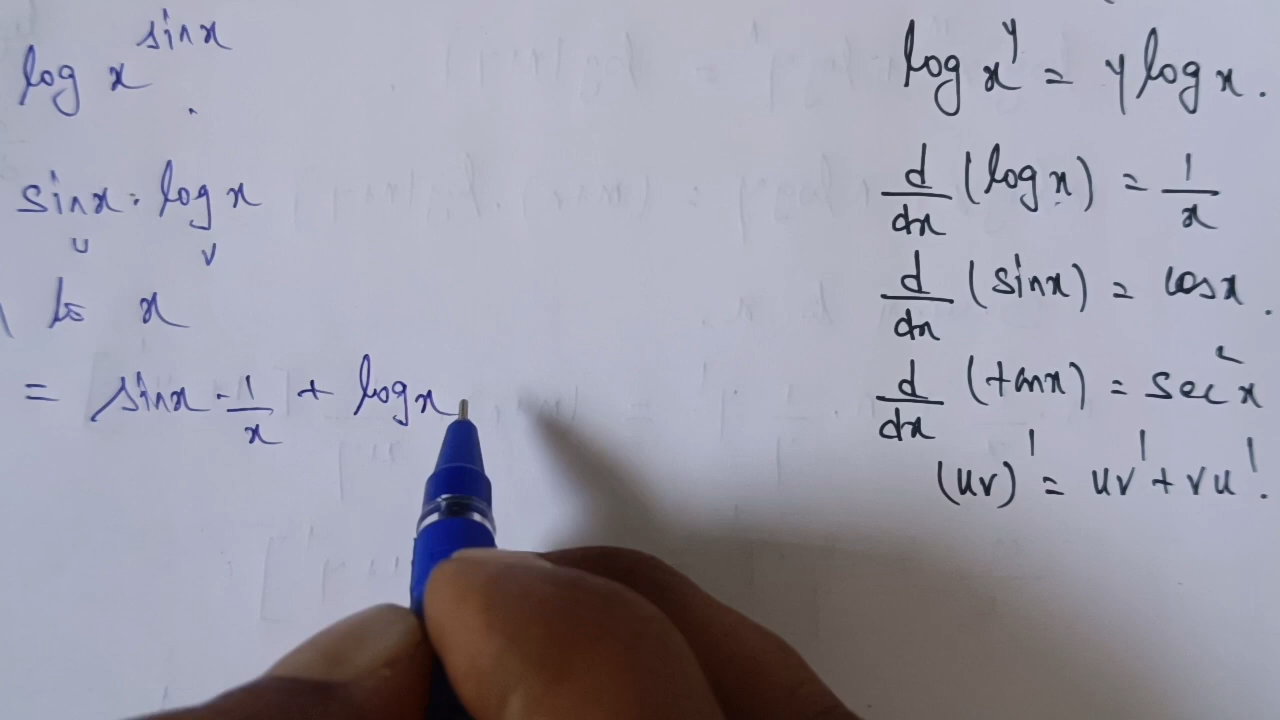 log x^sinx
sinx . log x
u v
to x
= sinx . 1/x + log x
log x^y = y log x.
d/dx (log x) = 1/x
d/dx (sinx) = cosx.
d/dx (tanx) = sec²x
(uv)' = uv' + vu'.